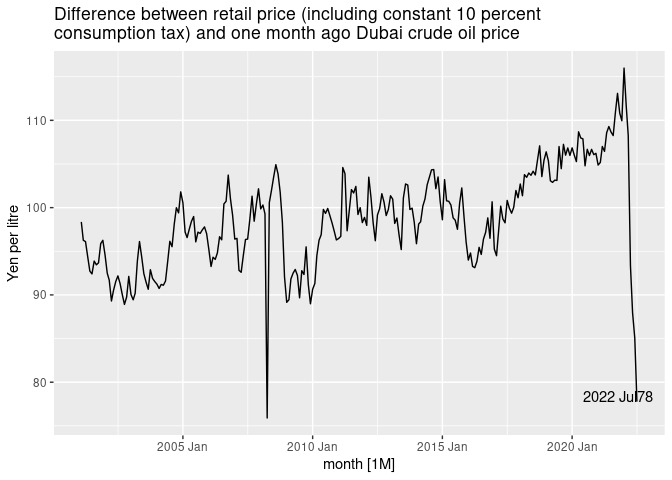 Difference between retail price (including constant 10 percent
consumption tax) and one month ago Dubai crude oil price
Yen per litre
110
100
90
80
2022 Jul78
2005 Jan
2010 Jan
2015 Jan
2020 Jan
month [1M]